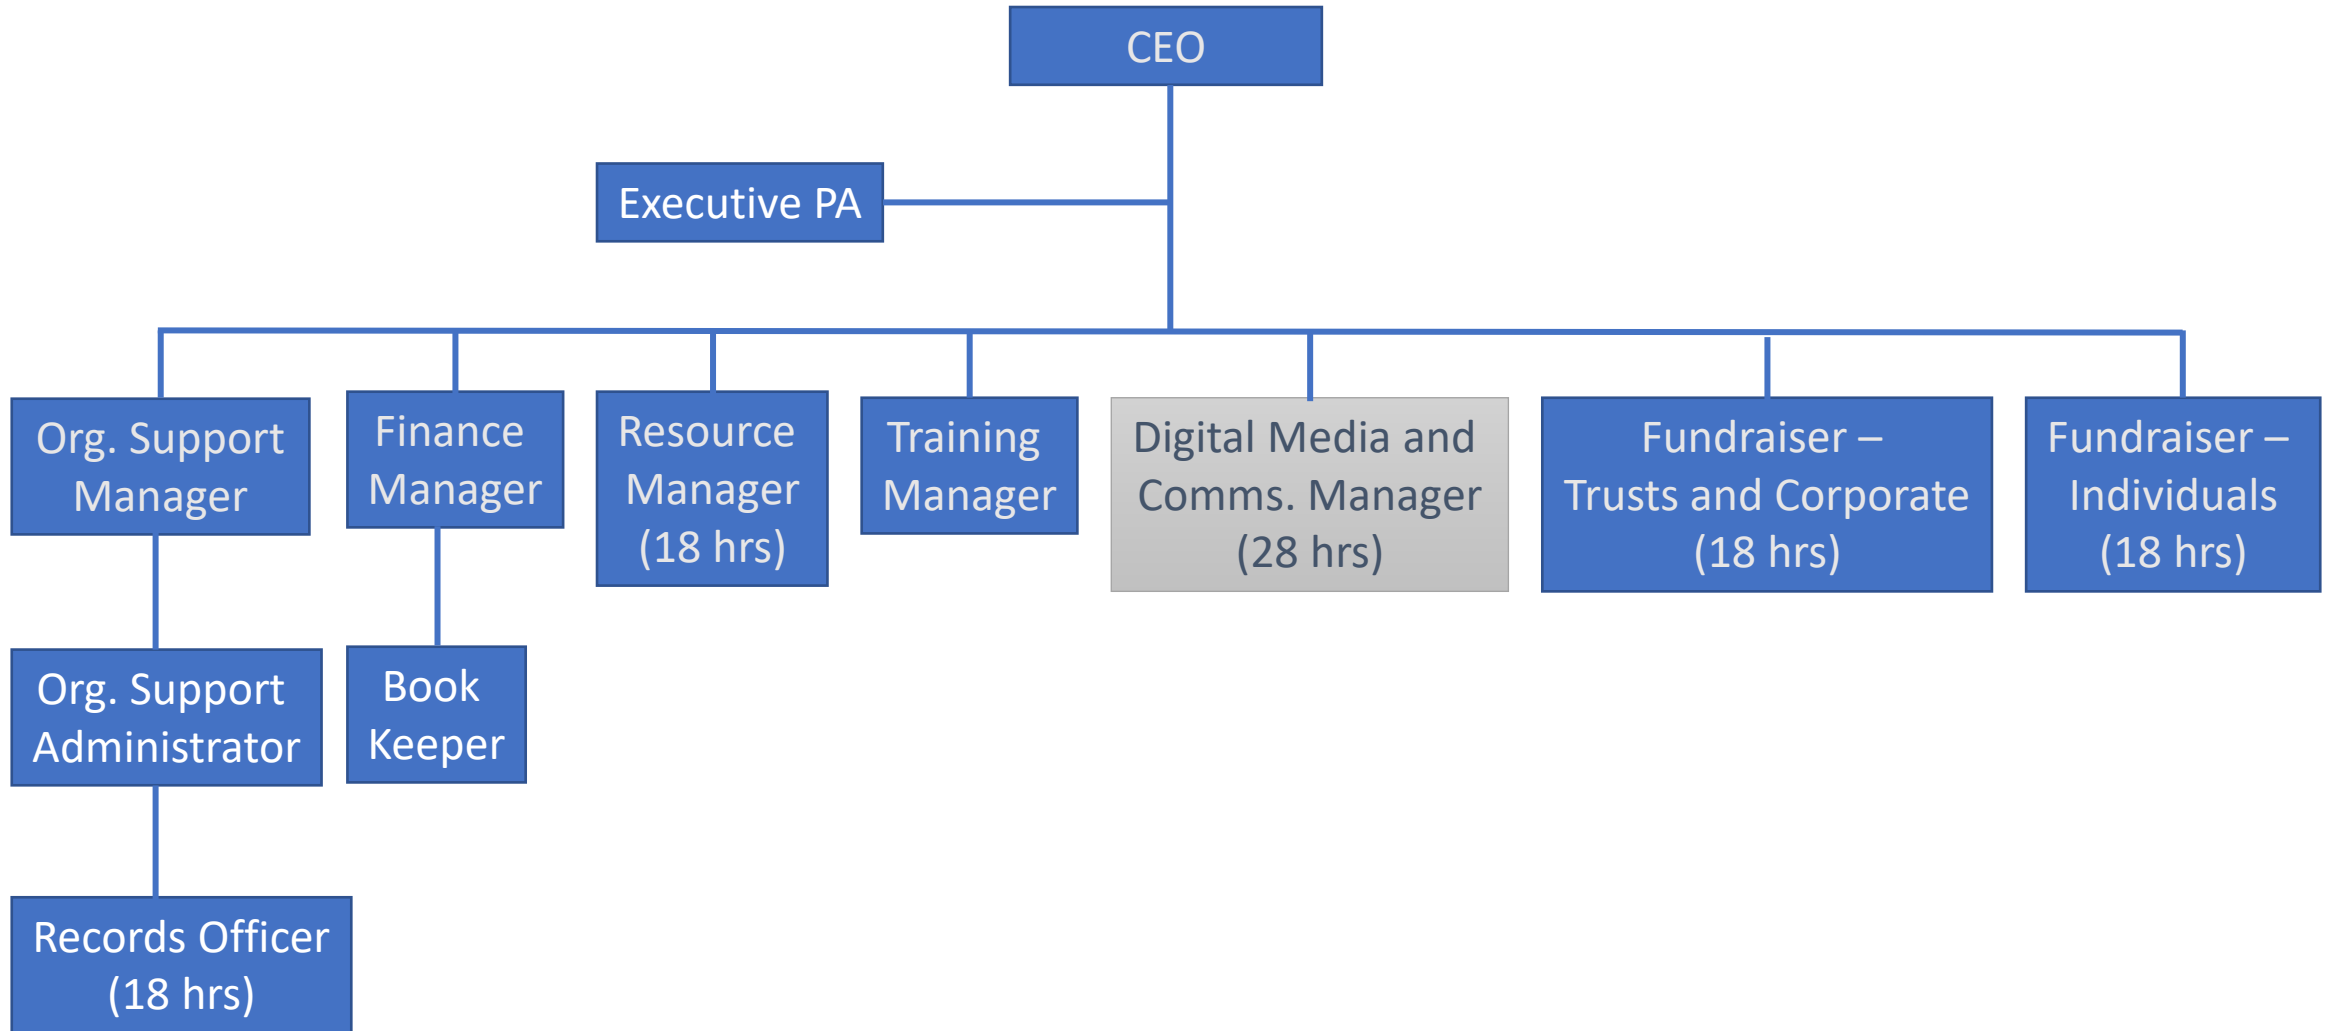 CEO
Executive PA
Org. Support
Manager
Finance
Manager
Resource
Manager
(18 hrs)
Training
Manager
Digital Media and
Comms. Manager
(28 hrs)
Fundraiser –
Trusts and Corporate
(18 hrs)
Fundraiser –
Individuals
(18 hrs)
Org. Support
Administrator
Book
Keeper
Records Officer
(18 hrs)